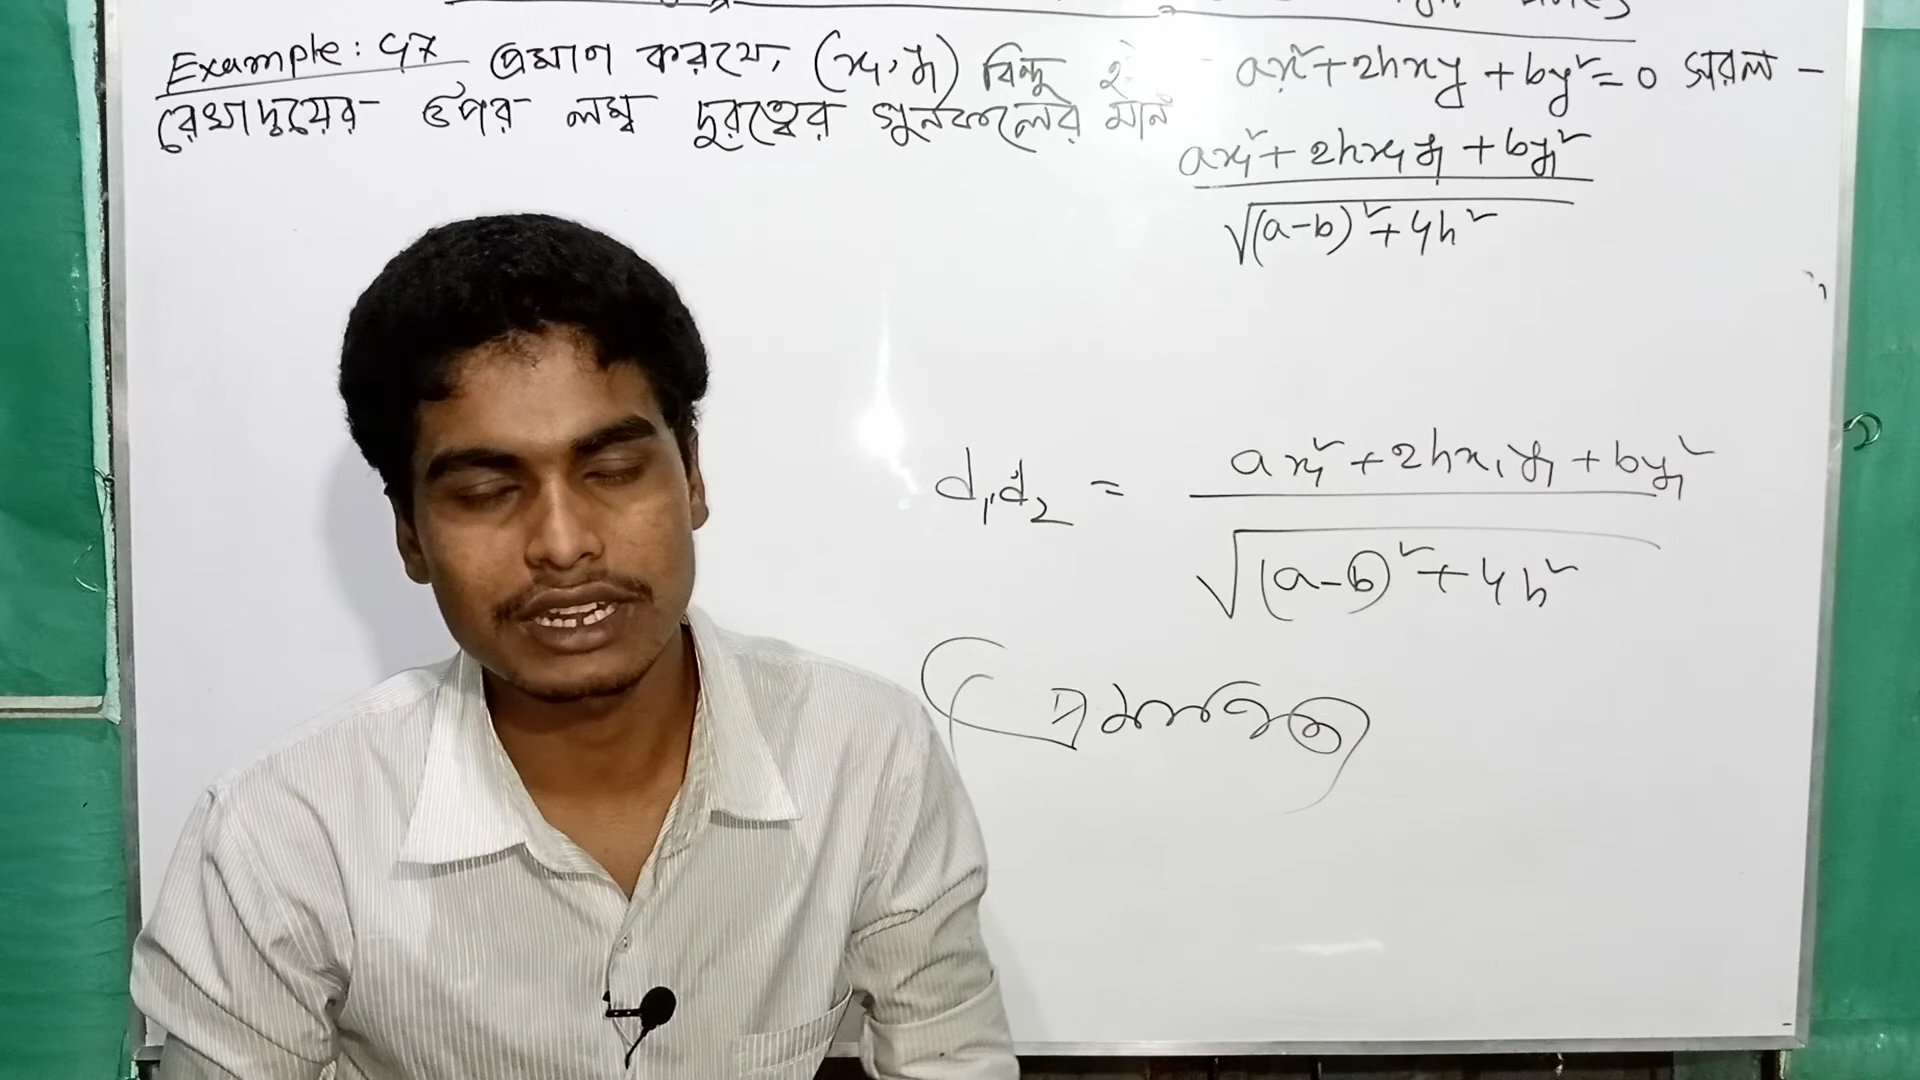 Example: 47 প্রমাণ করযে, (x₁, y₁) বিন্দু হ ax²+2hxy+by²=0 সরল-
রেখাদ্বয়ের উপর লম্ব দূরত্বের গুনফলের মান
ax₁²+2hx₁y₁+by₁²
√(a-b)²+4h²
d₁d₂ = ax₁²+2hx₁y₁+by₁²
√(a-b)²+4h²
(প্রমাণিত)